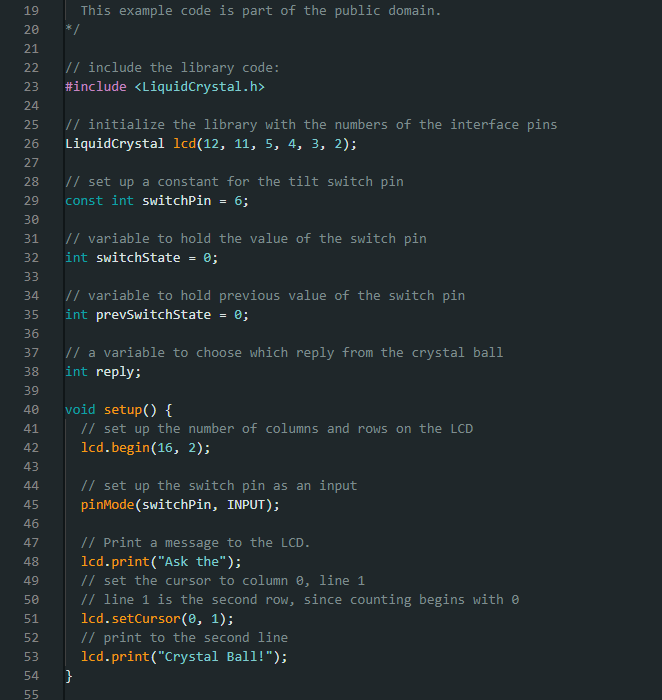 19 This example code is part of the public domain.
20 */
21
22 // include the library code:
23 #include <LiquidCrystal.h>
24
25 // initialize the library with the numbers of the interface pins
26 LiquidCrystal lcd(12, 11, 5, 4, 3, 2);
27
28 // set up a constant for the tilt switch pin
29 const int switchPin = 6;
30
31 // variable to hold the value of the switch pin
32 int switchState = 0;
33
34 // variable to hold previous value of the switch pin
35 int prevSwitchState = 0;
36
37 // a variable to choose which reply from the crystal ball
38 int reply;
39
40 void setup() {
41 // set up the number of columns and rows on the LCD
42 lcd.begin(16, 2);
43
44 // set up the switch pin as an input
45 pinMode(switchPin, INPUT);
46
47 // Print a message to the LCD.
48 lcd.print("Ask the");
49 // set the cursor to column 0, line 1
50 // line 1 is the second row, since counting begins with 0
51 lcd.setCursor(0, 1);
52 // print to the second line
53 lcd.print("Crystal Ball!");
54 }
55